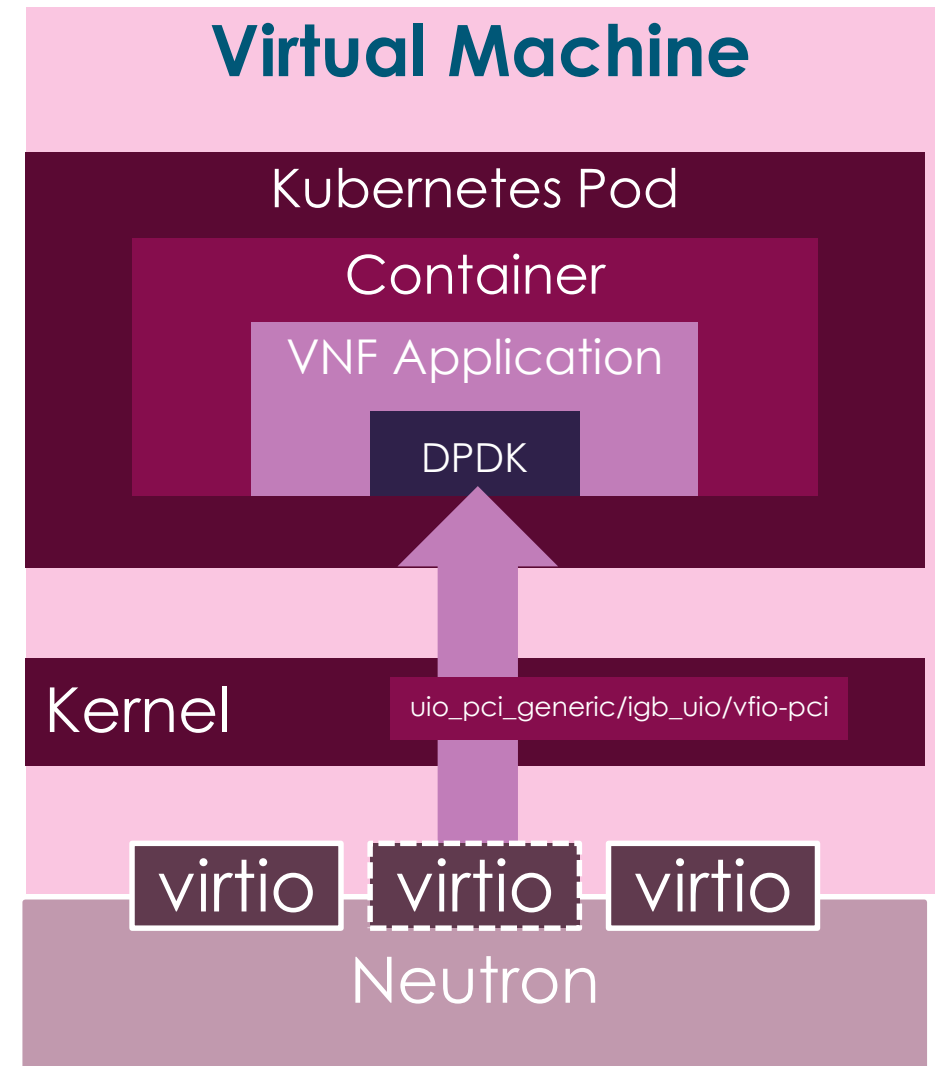 Virtual Machine
Kubernetes Pod
Container
VNF Application
DPDK
Kernel
uio_pci_generic/igb_uio/vfio-pci
virtio virtio virtio
Neutron